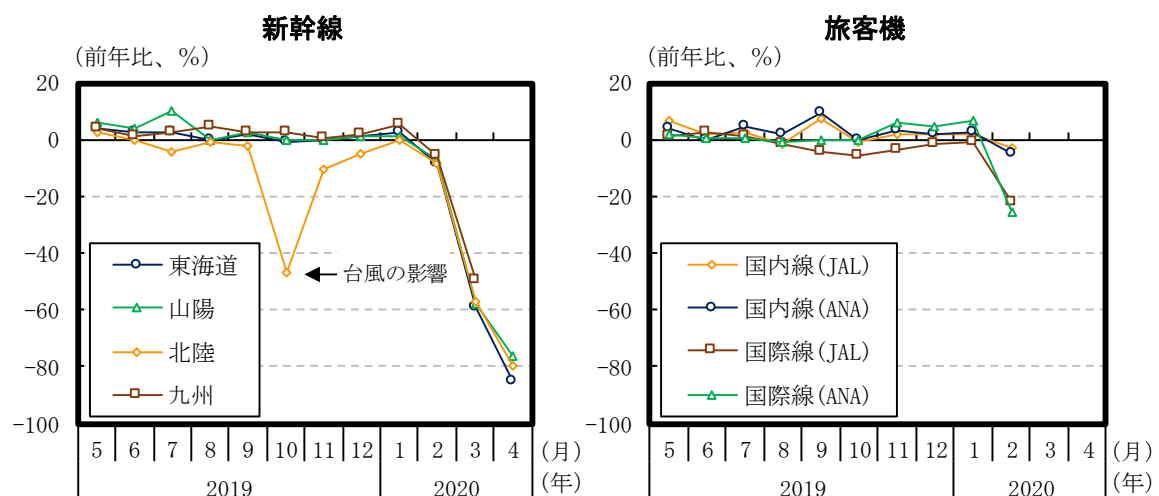 新幹線
(前年比、%)
20
0
-20
-40
-60
-80
-100
東海道
山陽
北陸
九州
台風の影響
5 6 7 8 9 10 11 12 1 2 3 4 (月)
2019 2020 (年)
旅客機
(前年比、%)
20
0
-20
-40
-60
-80
-100
国内線(JAL)
国内線(ANA)
国際線(JAL)
国際線(ANA)
5 6 7 8 9 10 11 12 1 2 3 4 (月)
2019 2020 (年)